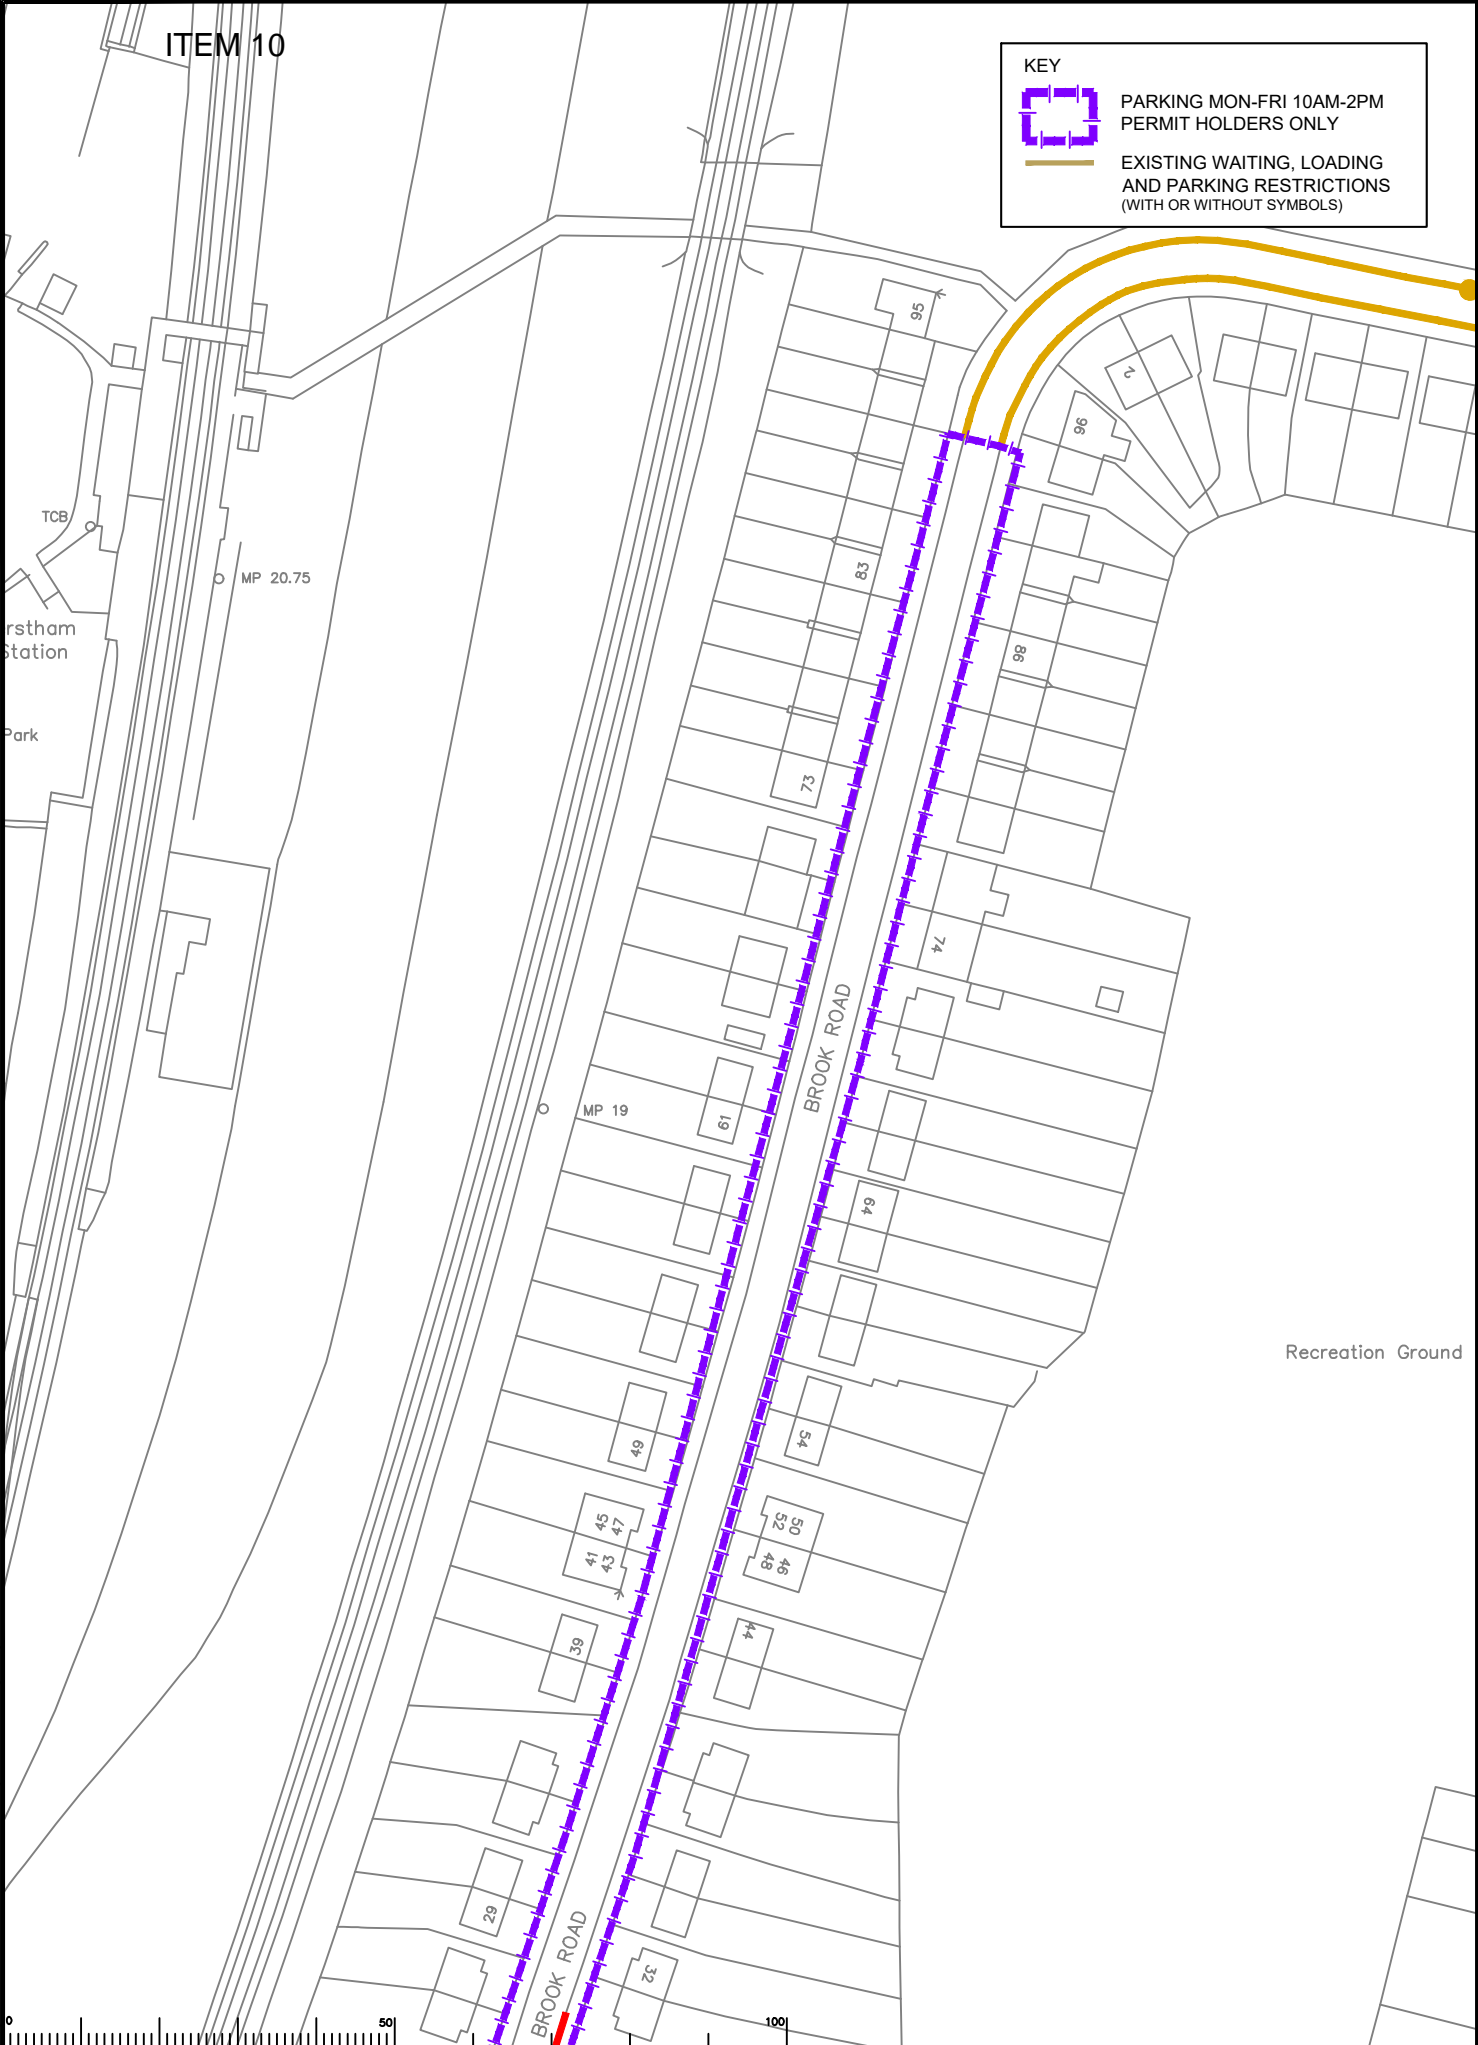 ITEM 10
KEY
PARKING MON-FRI 10AM-2PM
PERMIT HOLDERS ONLY
EXISTING WAITING, LOADING
AND PARKING RESTRICTIONS
(WITH OR WITHOUT SYMBOLS)
95
2
96
TCB
MP 20.75
83
rstham
Station
98
Park
73
74
BROOK ROAD
MP 19
61
64
Recreation Ground
49
54
45
47
41
43
50
52
46
48
39
44
29
BROOK ROAD
32
0
50
100